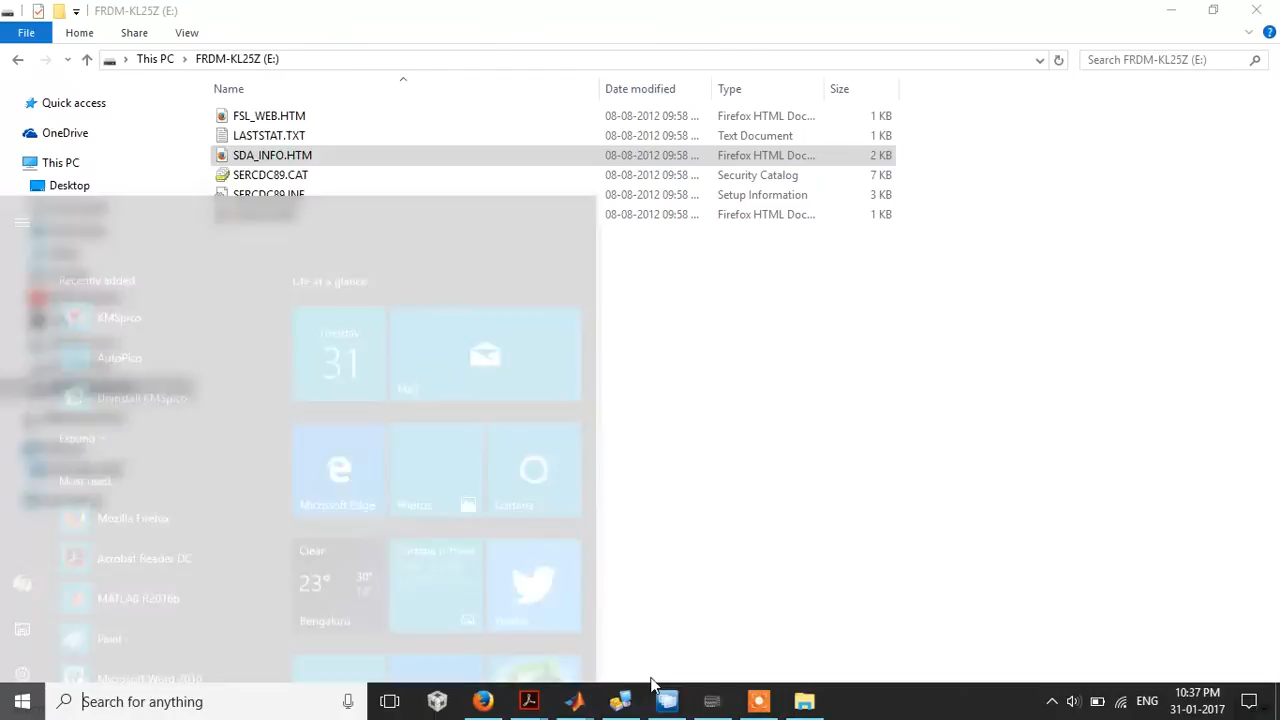 FRDM-KL25Z (E:)
File Home Share View
This PC FRDM-KL25Z (E:) Search FRDM-KL25Z (E:)
Name Date modified Type Size
Quick access
OneDrive
This PC
Desktop
FSL_WEB.HTM 08-08-2012 09:58 ... Firefox HTML Doc... 1 KB
LASTSTAT.TXT 08-08-2012 09:58 ... Text Document 1 KB
SDA_INFO.HTM 08-08-2012 09:58 ... Firefox HTML Doc... 2 KB
SERCDC89.CAT 08-08-2012 09:58 ... Security Catalog 7 KB
SERCDC89.INF 08-08-2012 09:58 ... Setup Information 3 KB
08-08-2012 09:58 ... Firefox HTML Doc... 1 KB
Recently added
KMSpico
AutoPico
Uninstall KMSpico
Expand
Most used
Mozilla Firefox
Acrobat Reader DC
MATLAB R2016b
Paint
Microsoft Word 2010
Life at a glance
Tuesday
31
Mail
Microsoft Edge
Photos
Cortana
Clear
23° 30°
Bengaluru
Twitter
Search for anything
ENG
10:37 PM
31-01-2017